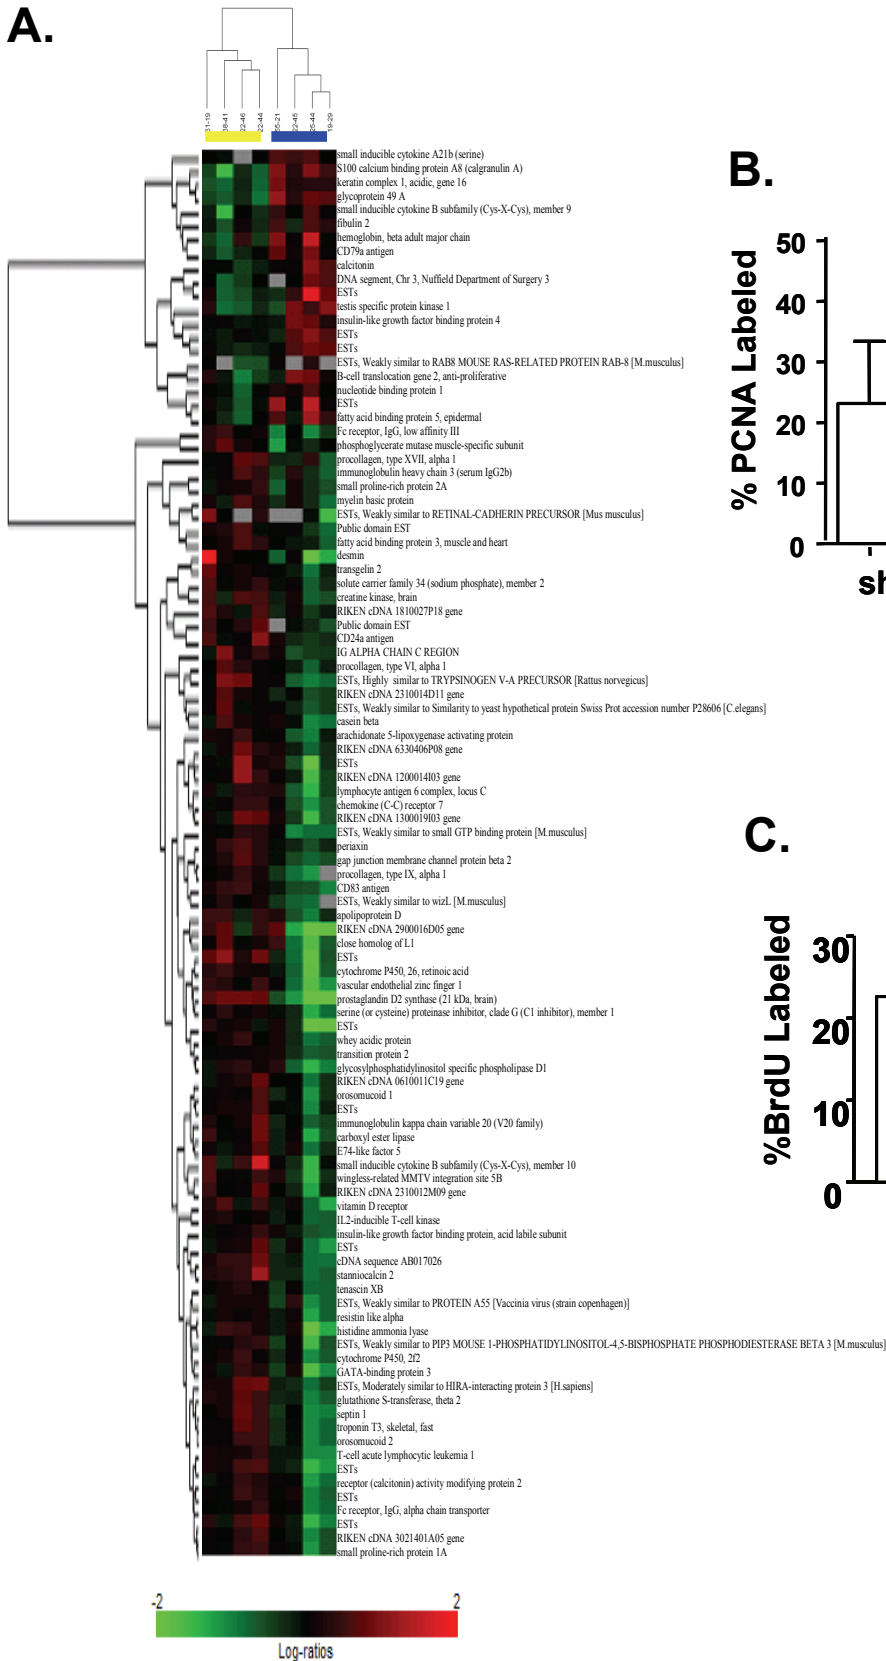 A.
31-19
38-41
22-46
22-44
55-21
22-45
25-44
19-29
small inducible cytokine A21b (serine)
S100 calcium binding protein A8 (calgranulin A)
keratin complex 1, acidic, gene 16
glycoprotein 49 A
small inducible cytokine B subfamily (Cys-X-Cys), member 9
fibulin 2
hemoglobin, beta adult major chain
CD79a antigen
calcitonin
DNA segment, Chr 3, Nuffield Department of Surgery 3
ESTs
testis specific protein kinase 1
insulin-like growth factor binding protein 4
ESTs
ESTs
ESTs, Weakly similar to RAB8 MOUSE RAS-RELATED PROTEIN RAB-8 [M.musculus]
B-cell translocation gene 2, anti-proliferative
nucleotide binding protein 1
ESTs
fatty acid binding protein 5, epidermal
Fc receptor, IgG, low affinity III
phosphoglycerate mutase muscle-specific subunit
procollagen, type XVII, alpha 1
immunoglobulin heavy chain 3 (serum IgG2b)
small proline-rich protein 2A
myelin basic protein
ESTs, Weakly similar to RETINAL-CADHERIN PRECURSOR [Mus musculus]
Public domain EST
fatty acid binding protein 3, muscle and heart
desmin
transgelin 2
solute carrier family 34 (sodium phosphate), member 2
creatine kinase, brain
RIKEN cDNA 1810027P18 gene
Public domain EST
CD24a antigen
IG ALPHA CHAIN C REGION
procollagen, type VI, alpha 1
ESTs, Highly similar to TRYPSINOGEN V-A PRECURSOR [Rattus norvegicus]
RIKEN cDNA 2310014D11 gene
ESTs, Weakly similar to Similarity to yeast hypothetical protein Swiss Prot accession number P28606 [C.elegans]
casein beta
arachidonate 5-lipoxygenase activating protein
RIKEN cDNA 6330406P08 gene
ESTs
RIKEN cDNA 1200014I03 gene
lymphocyte antigen 6 complex, locus C
chemokine (C-C) receptor 7
RIKEN cDNA 1300019I03 gene
ESTs, Weakly similar to small GTP binding protein [M.musculus]
periaxin
gap junction membrane channel protein beta 2
procollagen, type IX, alpha 1
CD83 antigen
ESTs, Weakly similar to wizL [M.musculus]
apolipoprotein D
RIKEN cDNA 2900016D05 gene
close homolog of L1
ESTs
cytochrome P450, 26, retinoic acid
vascular endothelial zinc finger 1
prostaglandin D2 synthase (21 kDa, brain)
serine (or cysteine) proteinase inhibitor, clade G (C1 inhibitor), member 1
ESTs
whey acidic protein
transition protein 2
glycosylphosphatidylinositol specific phospholipase D1
RIKEN cDNA 0610011C19 gene
orosomucoid 1
ESTs
immunoglobulin kappa chain variable 20 (V20 family)
carboxyl ester lipase
E74-like factor 5
small inducible cytokine B subfamily (Cys-X-Cys), member 10
wingless-related MMTV integration site 5B
RIKEN cDNA 2310012M09 gene
vitamin D receptor
IL2-inducible T-cell kinase
insulin-like growth factor binding protein, acid labile subunit
ESTs
cDNA sequence AB017026
stanniocalcin 2
tenascin XB
ESTs, Weakly similar to PROTEIN A55 [Vaccinia virus (strain copenhagen)]
resistin like alpha
histidine ammonia lyase
ESTs, Weakly similar to PIP3 MOUSE 1-PHOSPHATIDYLINOSITOL-4,5-BISPHOSPHATE PHOSPHODIESTERASE BETA 3 [M.musculus]
cytochrome P450, 2f2
GATA-binding protein 3
ESTs, Moderately similar to HIRA-interacting protein 3 [H.sapiens]
glutathione S-transferase, theta 2
septin 1
troponin T3, skeletal, fast
orosomucoid 2
T-cell acute lymphocytic leukemia 1
ESTs
receptor (calcitonin) activity modifying protein 2
ESTs
Fc receptor, IgG, alpha chain transporter
ESTs
RIKEN cDNA 3021401A05 gene
small proline-rich protein 1A
-2
2
Log-ratios
B.
% PCNA Labeled
50
40
30
20
10
0
sh
C.
%BrdU Labeled
30
20
10
0